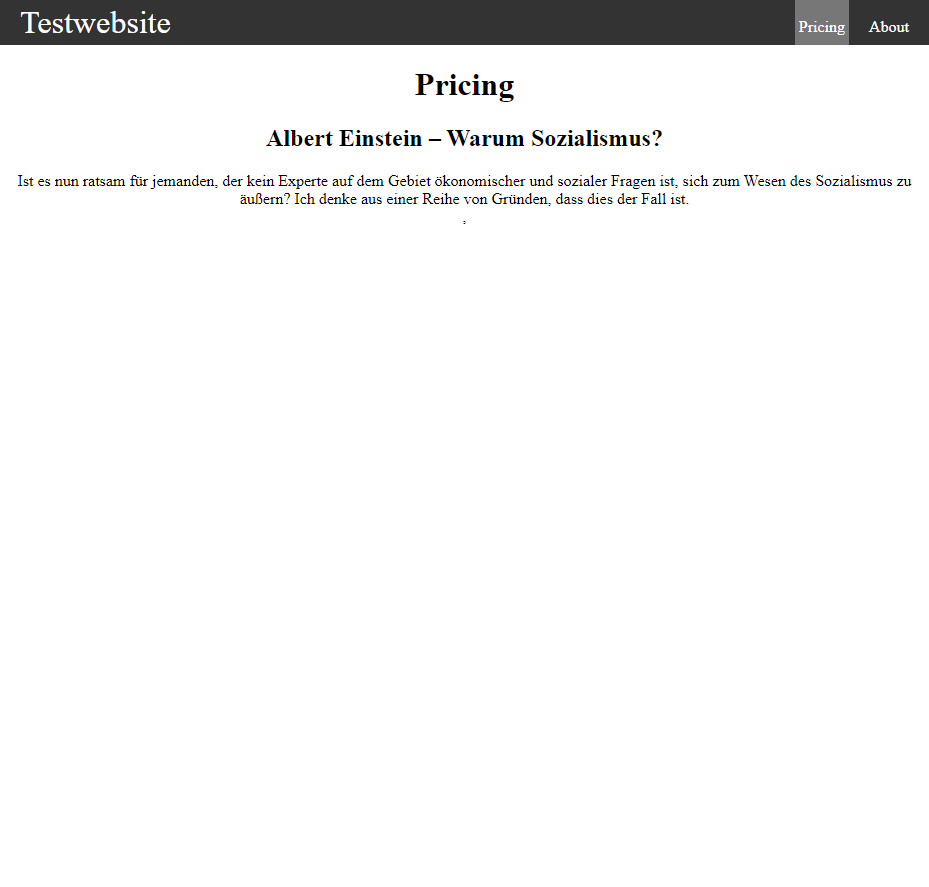 Testwebsite
Pricing
About
Pricing
Albert Einstein – Warum Sozialismus?
Ist es nun ratsam für jemanden, der kein Experte auf dem Gebiet ökonomischer und sozialer Fragen ist, sich zum Wesen des Sozialismus zu
äußern? Ich denke aus einer Reihe von Gründen, dass dies der Fall ist.
,